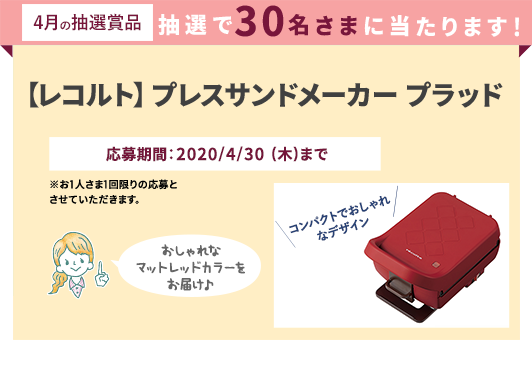 4月の抽選賞品 抽選で30名さまに当たります!
【レコルト】プレスサンドメーカー プラッド
応募期間:2020/4/30 (木)まで
※お1人さま1回限りの応募と
させていただきます。
コンパクトでおしゃれ
なデザイン
おしゃれな
マットレッドカラーを
お届け♪